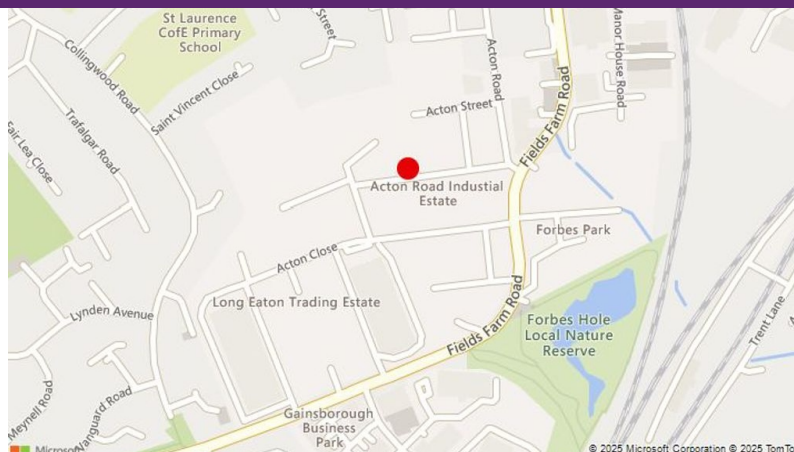 St Laurence
CofE Primary
School
Street
Collingwood Road
Saint Vincent Close
Trafalgar Road
Fair Lea Close
Acton Road
Manor House Road
Acton Street
Fields Farm Road
Acton Road Industial
Estate
Forbes Park
Acton Close
Long Eaton Trading Estate
Lynden Avenue
Fields Farm Road
Forbes Hole
Local Nature
Reserve
Trent Lane
Meynell Road
Vanguard Road
Gainsborough
Business
Park
Microsoft
© 2025 Microsoft Corporation © 2025 TomTo